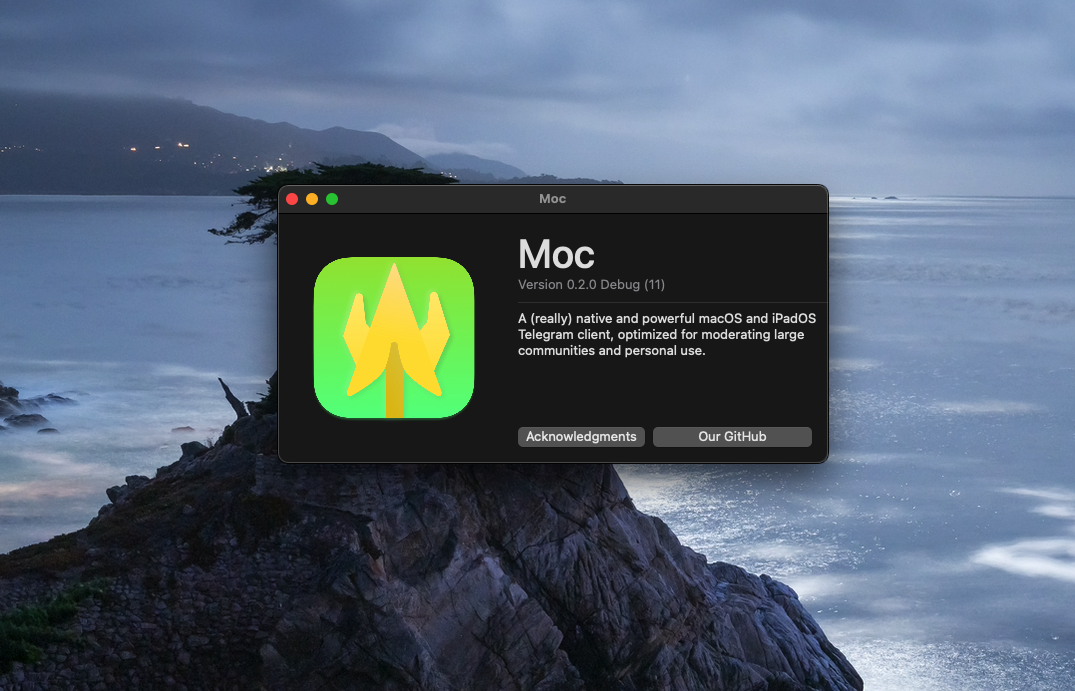 Moc
Moc
Version 0.2.0 Debug (11)
A (really) native and powerful macOS and iPadOS
Telegram client, optimized for moderating large
communities and personal use.
Acknowledgments
Our GitHub